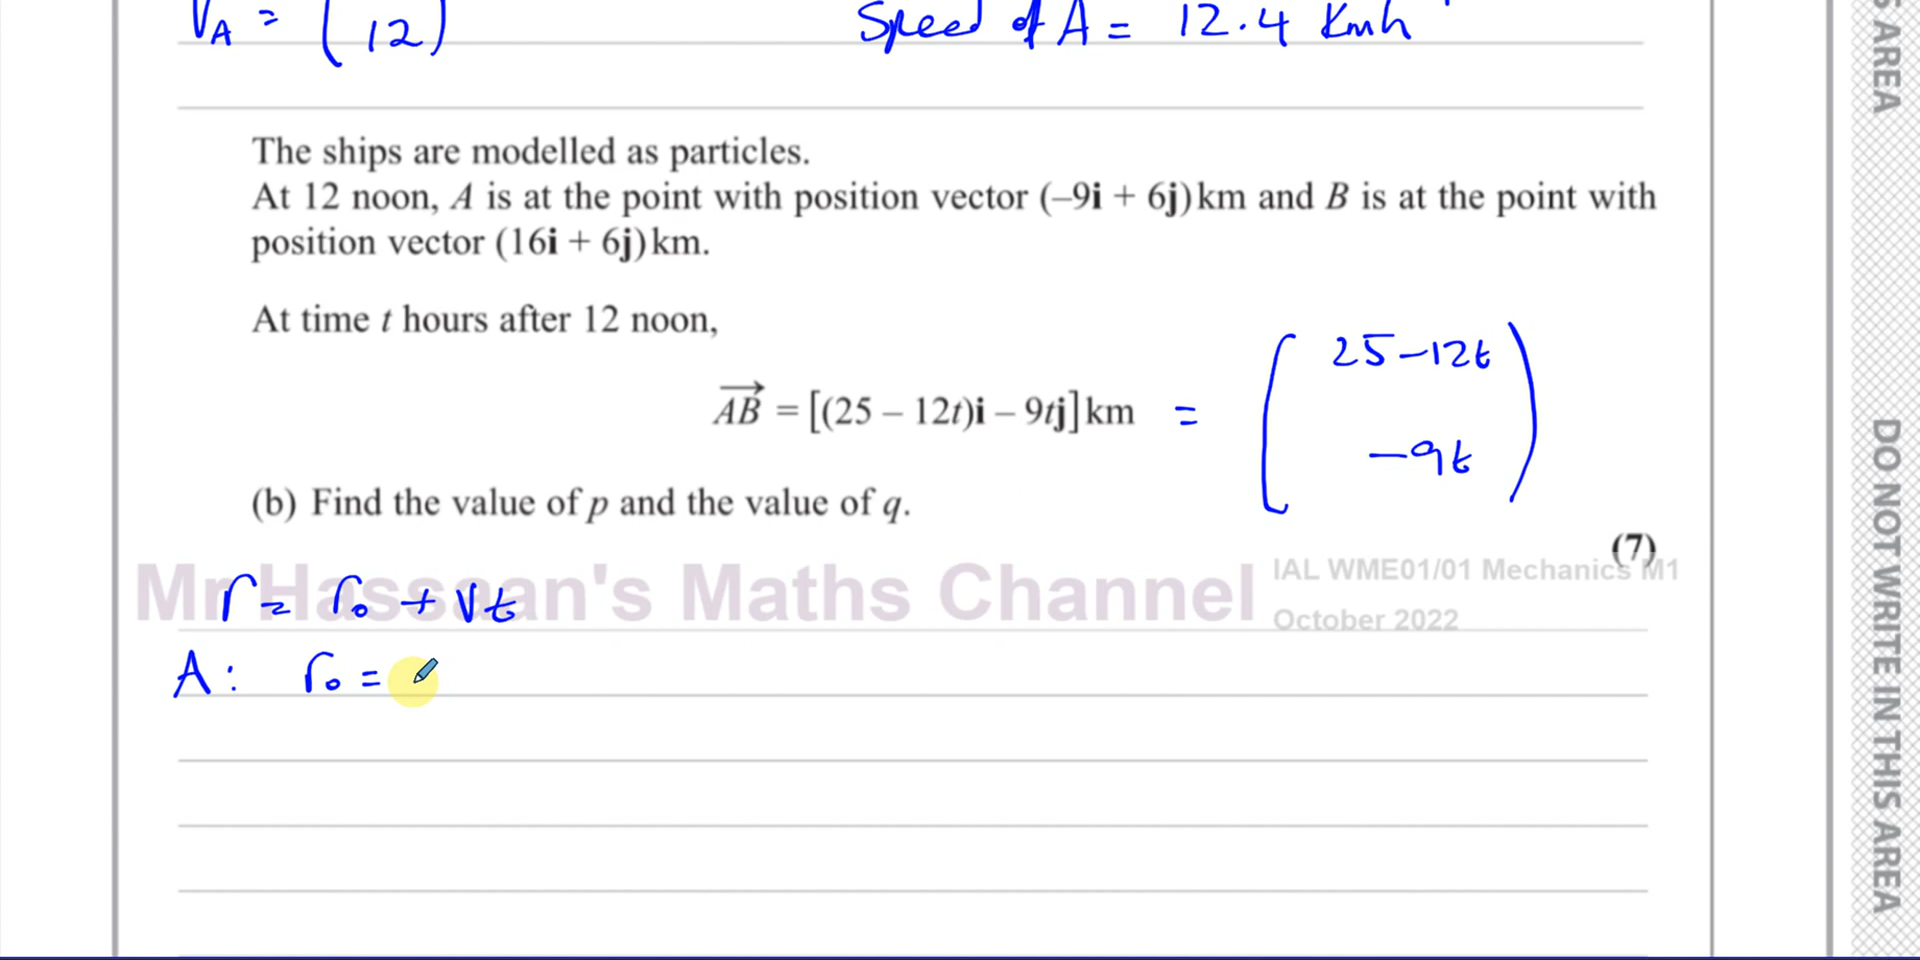 V_A = ( 12 )
Speed of A = 12.4 Kmh
The ships are modelled as particles.
At 12 noon, A is at the point with position vector (–9i + 6j) km and B is at the point with
position vector (16i + 6j) km.
At time t hours after 12 noon,
AB = [(25 – 12t)i – 9tj] km = ( 25–12t
–9t )
(b) Find the value of p and the value of q.
(7)
Mr Hassaan's Maths Channel
IAL WME01/01 Mechanics M1
October 2022
r = r₀ + vt
A: r₀ =
S AREA
DO NOT WRITE IN THIS AREA